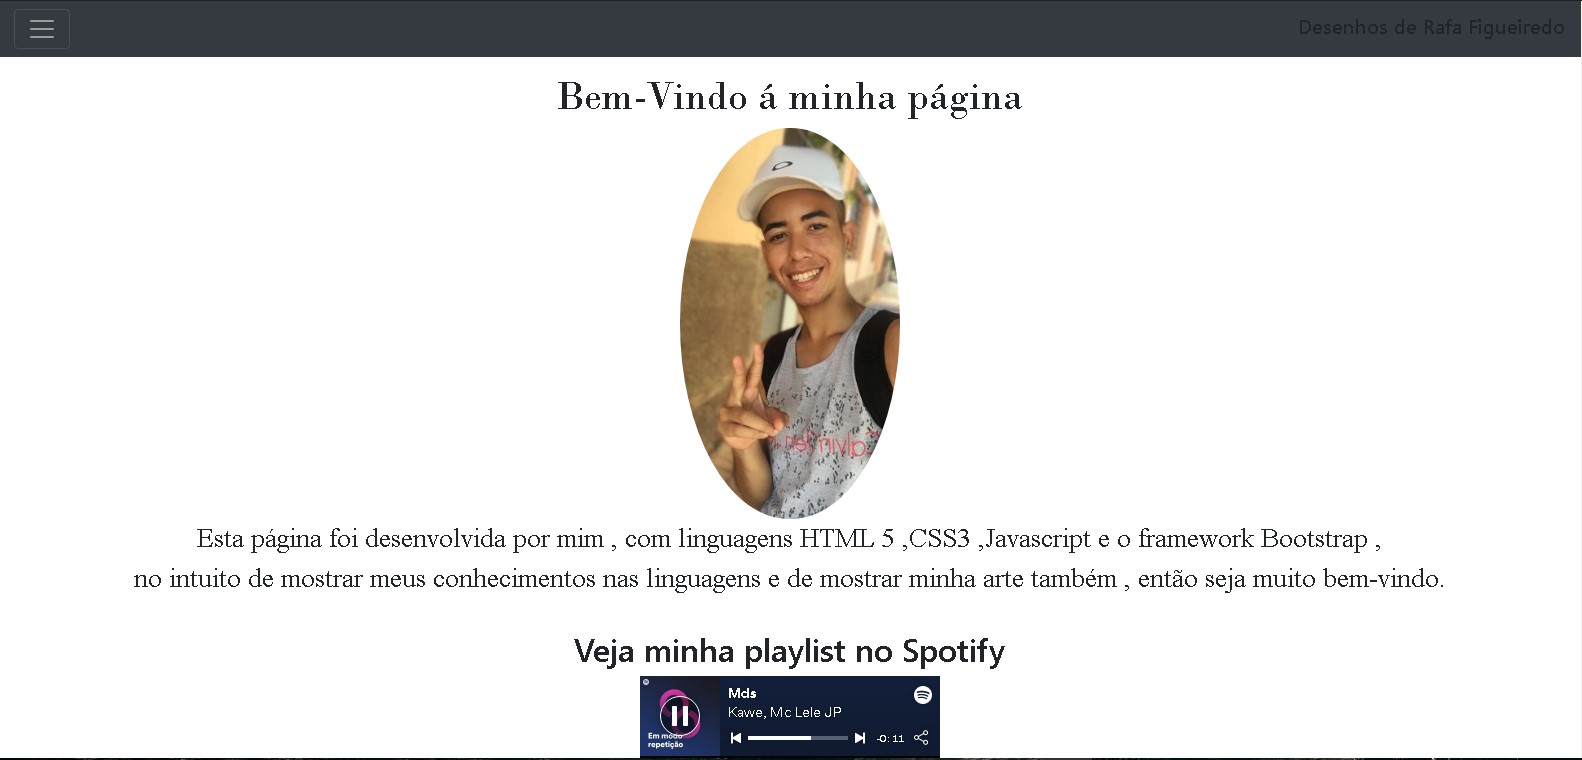 Desenhos de Rafa Figueiredo
Bem-Vindo á minha página
Esta página foi desenvolvida por mim , com linguagens HTML 5 ,CSS3 ,Javascript e o framework Bootstrap ,
no intuito de mostrar meus conhecimentos nas linguagens e de mostrar minha arte também , então seja muito bem-vindo.
Veja minha playlist no Spotify
Mds
Kawe, Mc Lele JP
Em modo
repetição
-0:11